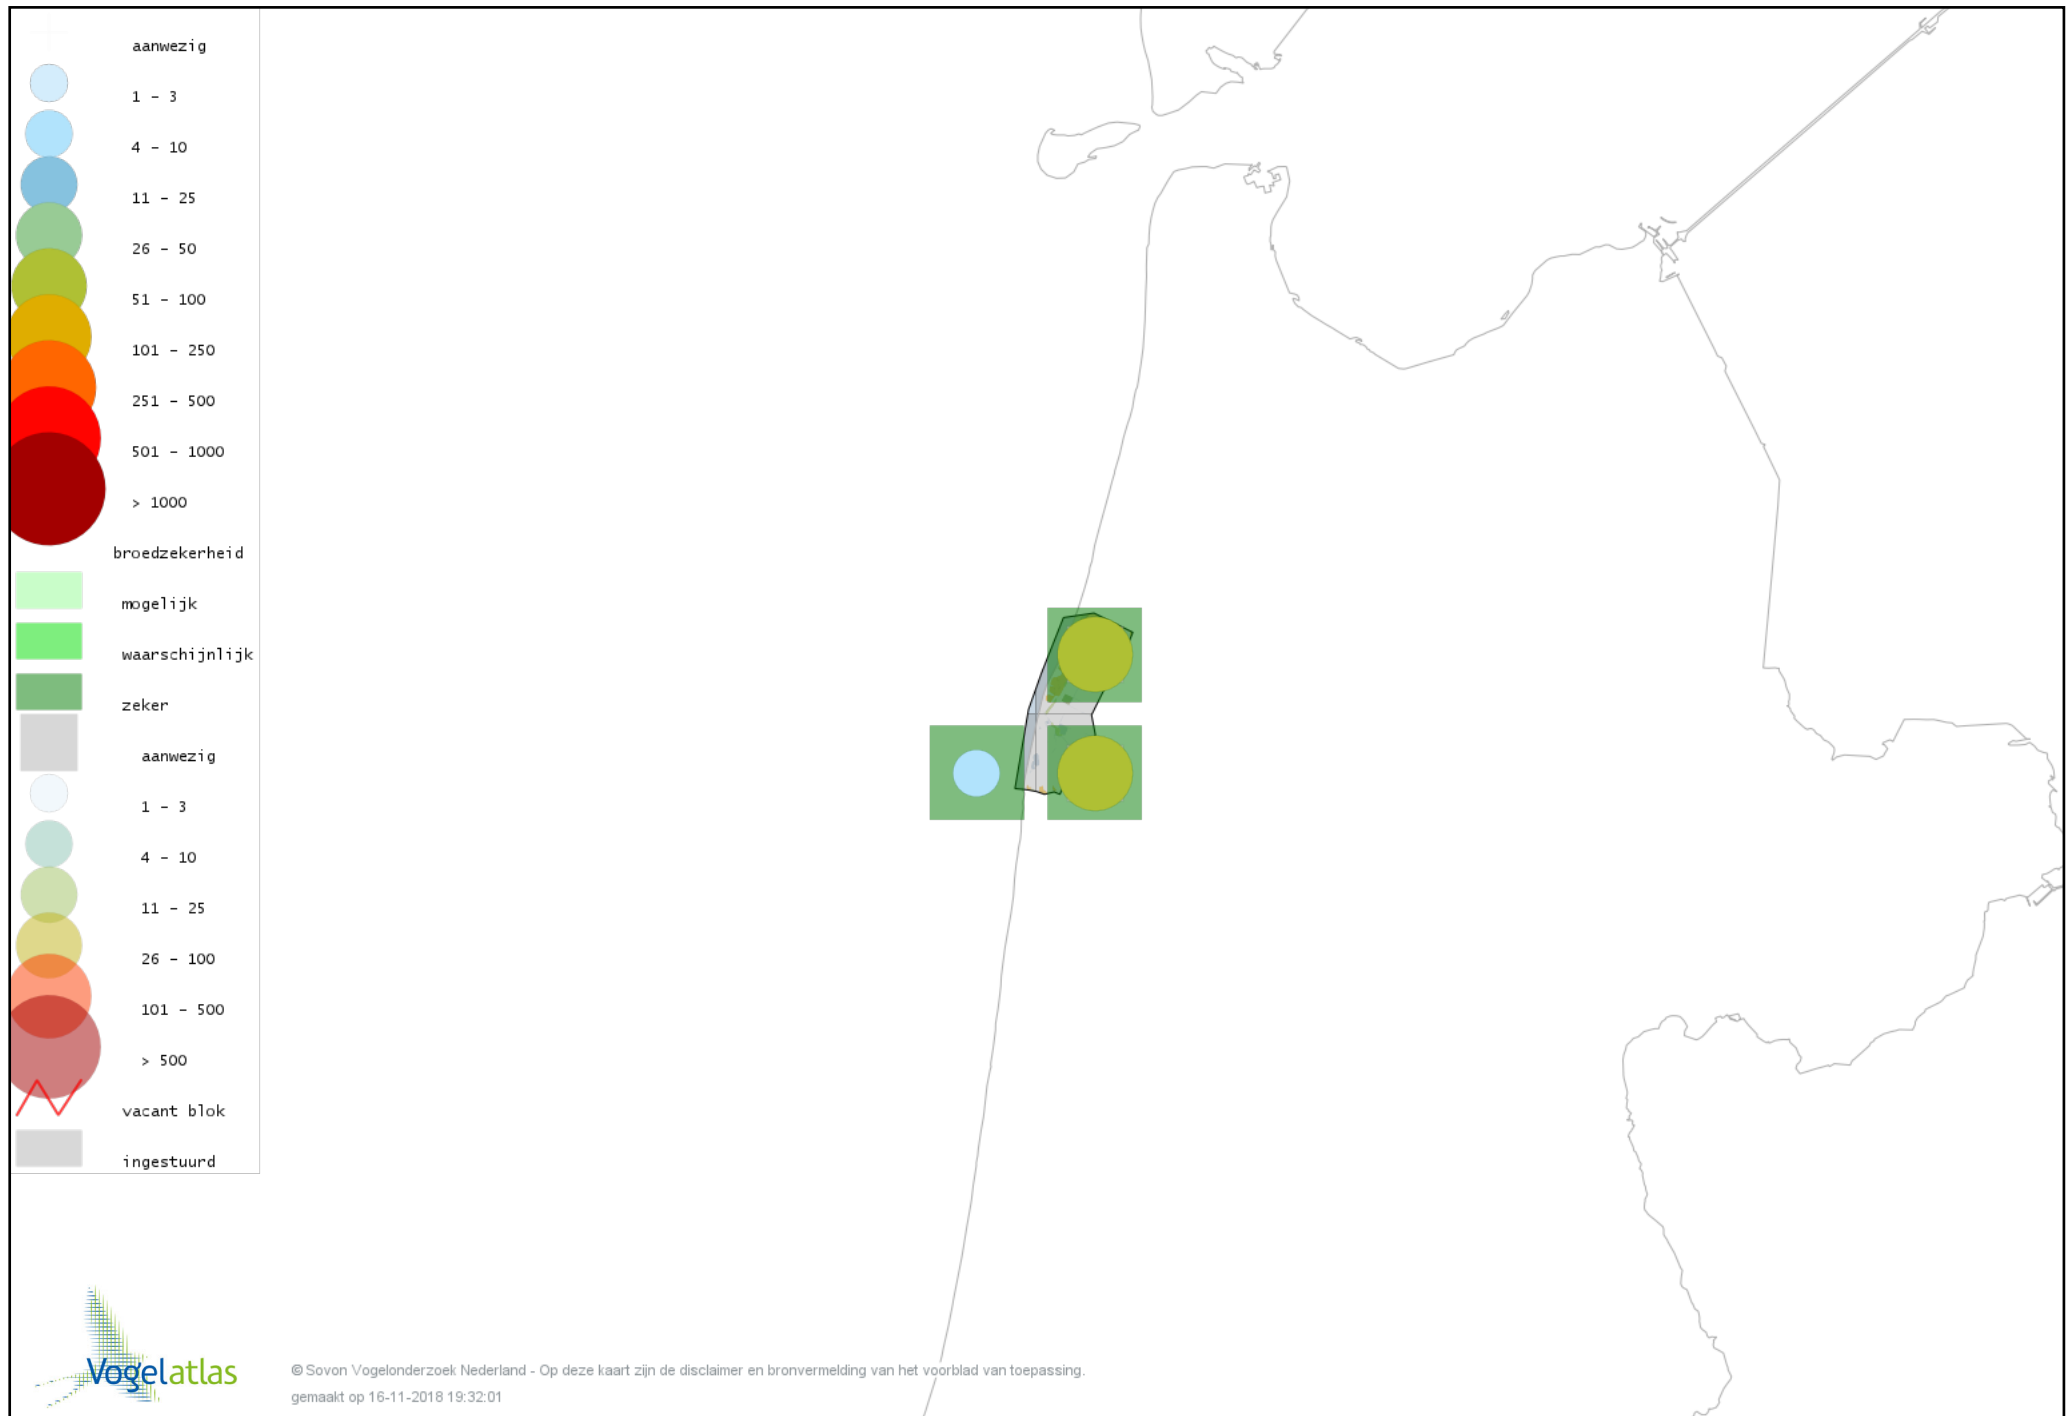 aanwezig
1 - 3
4 - 10
11 - 25
26 - 50
51 - 100
101 - 250
251 - 500
501 - 1000
> 1000
broedzekerheid
mogelijk
waarschijnlijk
zeker
aanwezig
1 - 3
4 - 10
11 - 25
26 - 100
101 - 500
> 500
vacant blok
ingestuurd
Vogelatlas
© Sovon Vogelonderzoek Nederland - Op deze kaart zijn de disclaimer en bronvermelding van het voorblad van toepassing.
gemaakt op 16-11-2018 19:32:01